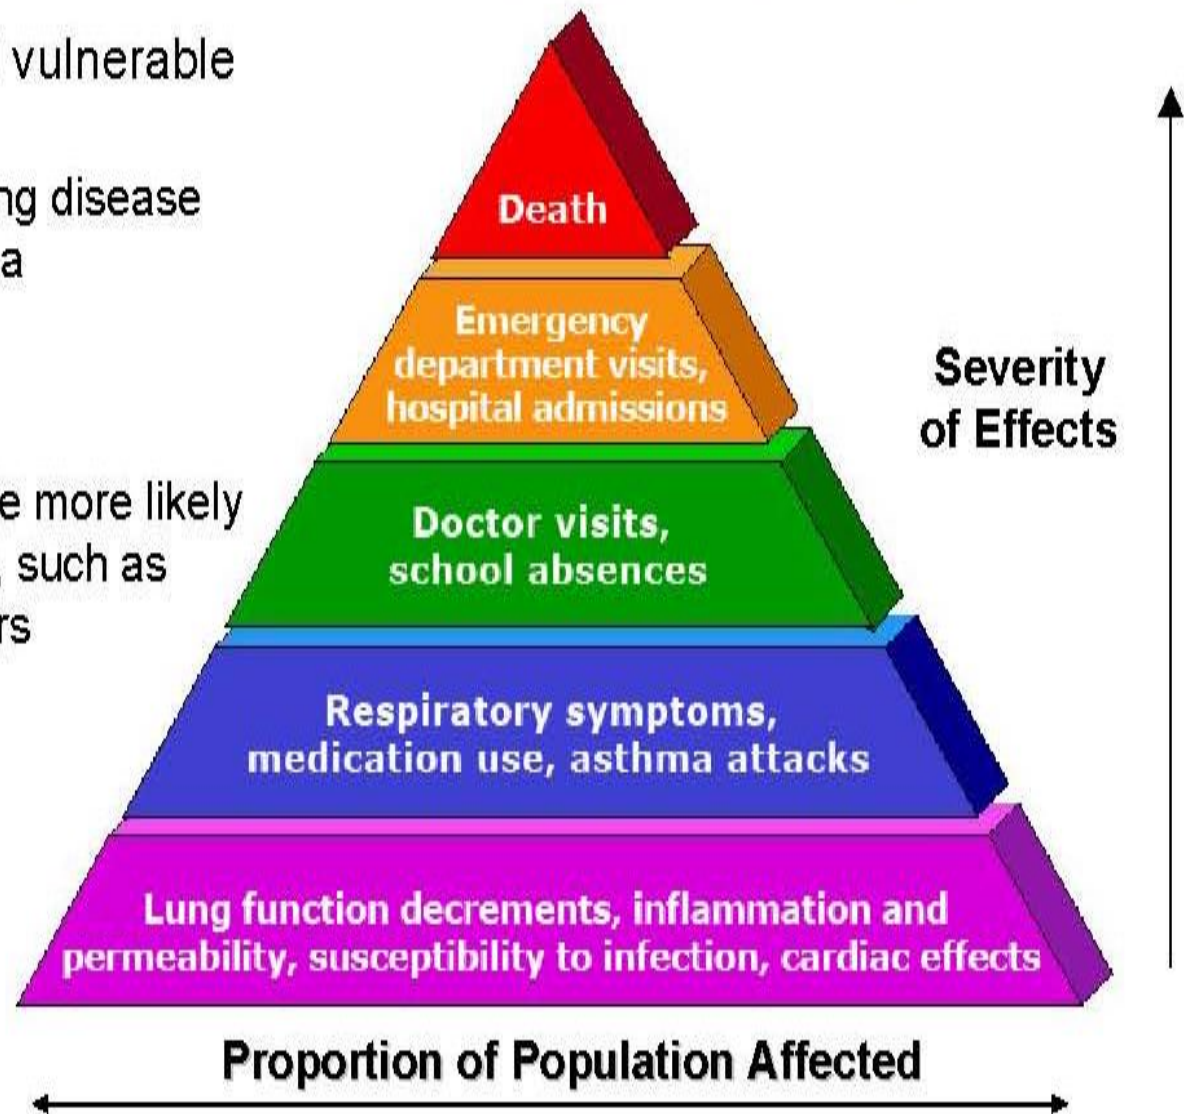 vulnerable
ng disease
a
e more likely
, such as
rs
Death
Emergency
department visits,
hospital admissions
Doctor visits,
school absences
Respiratory symptoms,
medication use, asthma attacks
Lung function decrements, inflammation and
permeability, susceptibility to infection, cardiac effects
Severity
of Effects
Proportion of Population Affected